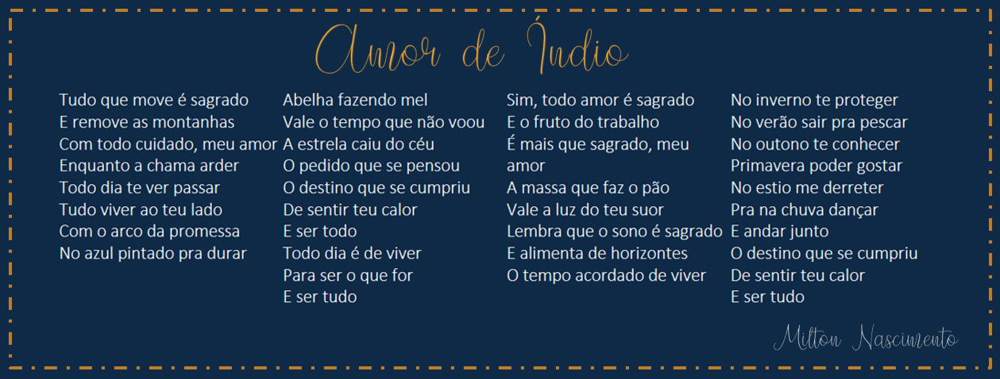 Amor de Índio
Tudo que move é sagrado
E remove as montanhas
Com todo cuidado, meu amor
Enquanto a chama arder
Todo dia te ver passar
Tudo viver ao teu lado
Com o arco da promessa
No azul pintado pra durar
Abelha fazendo mel
Vale o tempo que não voou
A estrela caiu do céu
O pedido que se pensou
O destino que se cumpriu
De sentir teu calor
E ser todo
Todo dia é de viver
Para ser o que for
E ser tudo
Sim, todo amor é sagrado
E o fruto do trabalho
É mais que sagrado, meu
amor
A massa que faz o pão
Vale a luz do teu suor
Lembra que o sono é sagrado
E alimenta de horizontes
O tempo acordado de viver
No inverno te proteger
No verão sair pra pescar
No outono te conhecer
Primavera poder gostar
No estio me derreter
Pra na chuva dançar
E andar junto
O destino que se cumpriu
De sentir teu calor
E ser tudo
Milton Nascimento